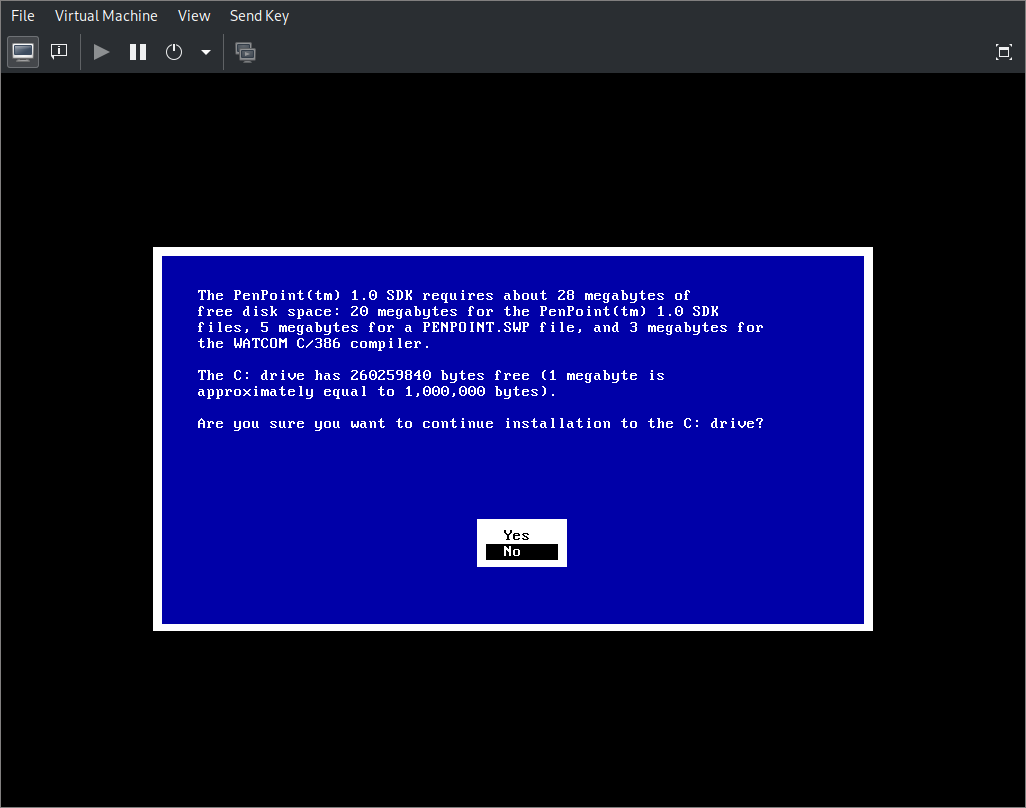 File Virtual Machine View Send Key
The PenPoint(tm) 1.0 SDK requires about 28 megabytes of
free disk space: 20 megabytes for the PenPoint(tm) 1.0 SDK
files, 5 megabytes for a PENPOINT.SWP file, and 3 megabytes for
the WATCOM C/386 compiler.
The C: drive has 260259840 bytes free (1 megabyte is
approximately equal to 1,000,000 bytes).
Are you sure you want to continue installation to the C: drive?
Yes
No